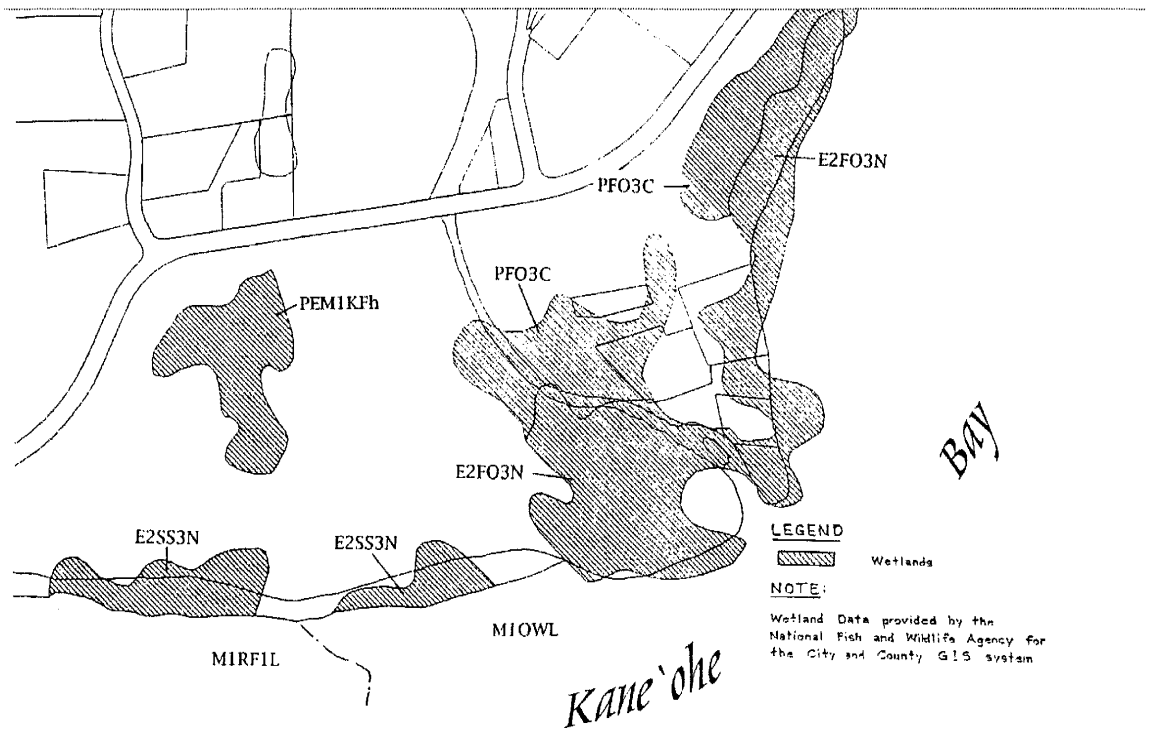 E2FO3N
PFO3C
PFO3C
PEM1KFh
E2FO3N
Bay
E2SS3N
E2SS3N
LEGEND
Wetlands
NOTE:
Wetland Data provided by the
National Fish and Wildlife Agency for
the City and County GIS system
M1OWL
M1RF1L
Kane`ohe